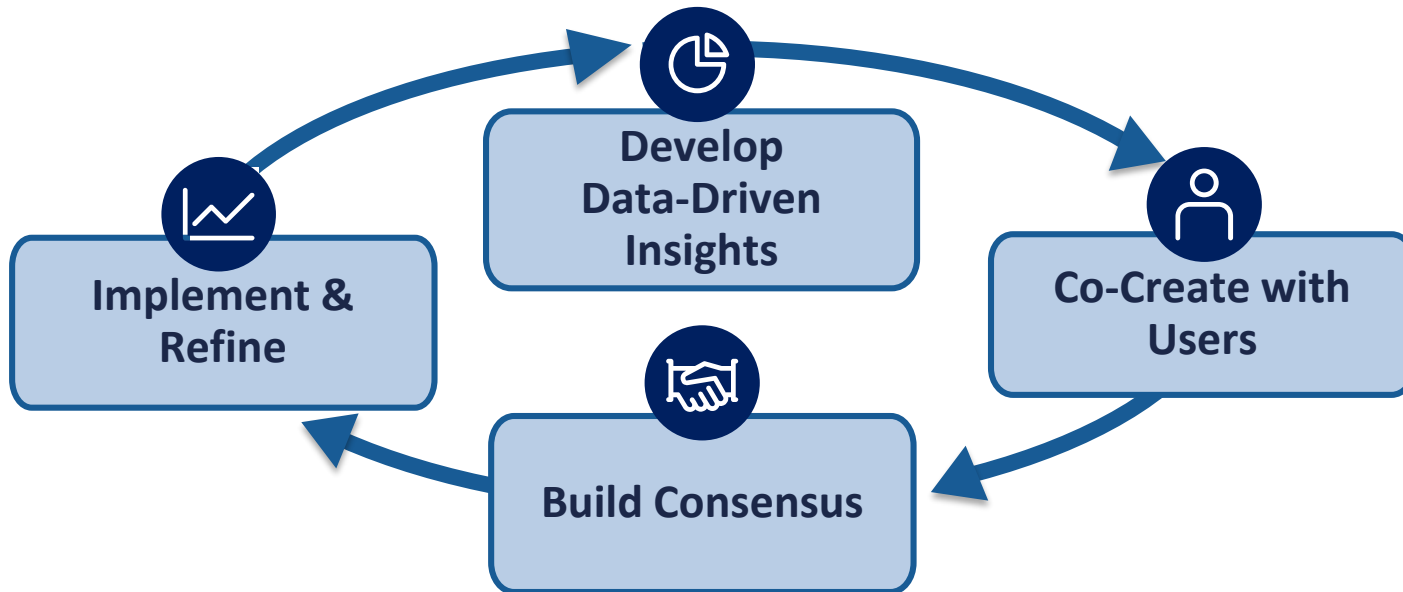 Develop
Data-Driven
Insights
Implement &
Refine
Co-Create with
Users
Build Consensus